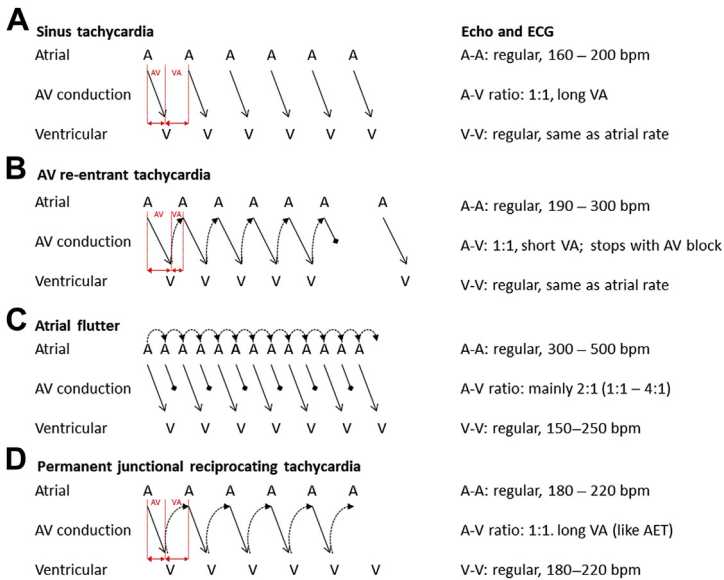 A
Sinus tachycardia Echo and ECG
Atrial A A A A A A A-A: regular, 160 – 200 bpm
AV VA
AV conduction A-V ratio: 1:1, long VA
Ventricular V V V V V V V-V: regular, same as atrial rate
B
AV re-entrant tachycardia
Atrial A A A A A A A A-A: regular, 190 – 300 bpm
AV VA
AV conduction A-V: 1:1, short VA; stops with AV block
Ventricular V V V V V V V-V: regular, same as atrial rate
C
Atrial flutter
Atrial A A A A A A A A A A A A A A-A: regular, 300 – 500 bpm
AV conduction A-V ratio: mainly 2:1 (1:1 – 4:1)
Ventricular V V V V V V V V-V: regular, 150–250 bpm
D
Permanent junctional reciprocating tachycardia
Atrial A A A A A A A-A: regular, 180 – 220 bpm
AV VA
AV conduction A-V ratio: 1:1. long VA (like AET)
Ventricular V V V V V V V-V: regular, 180–220 bpm